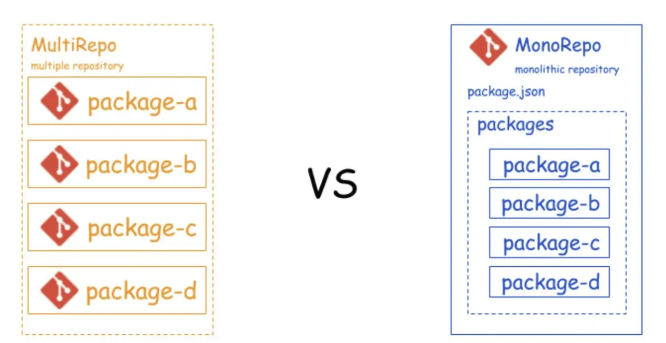 MultiRepo
multiple repository
package-a
package-b
package-c
package-d
vs
MonoRepo
monolithic repository
package.json
packages
package-a
package-b
package-c
package-d